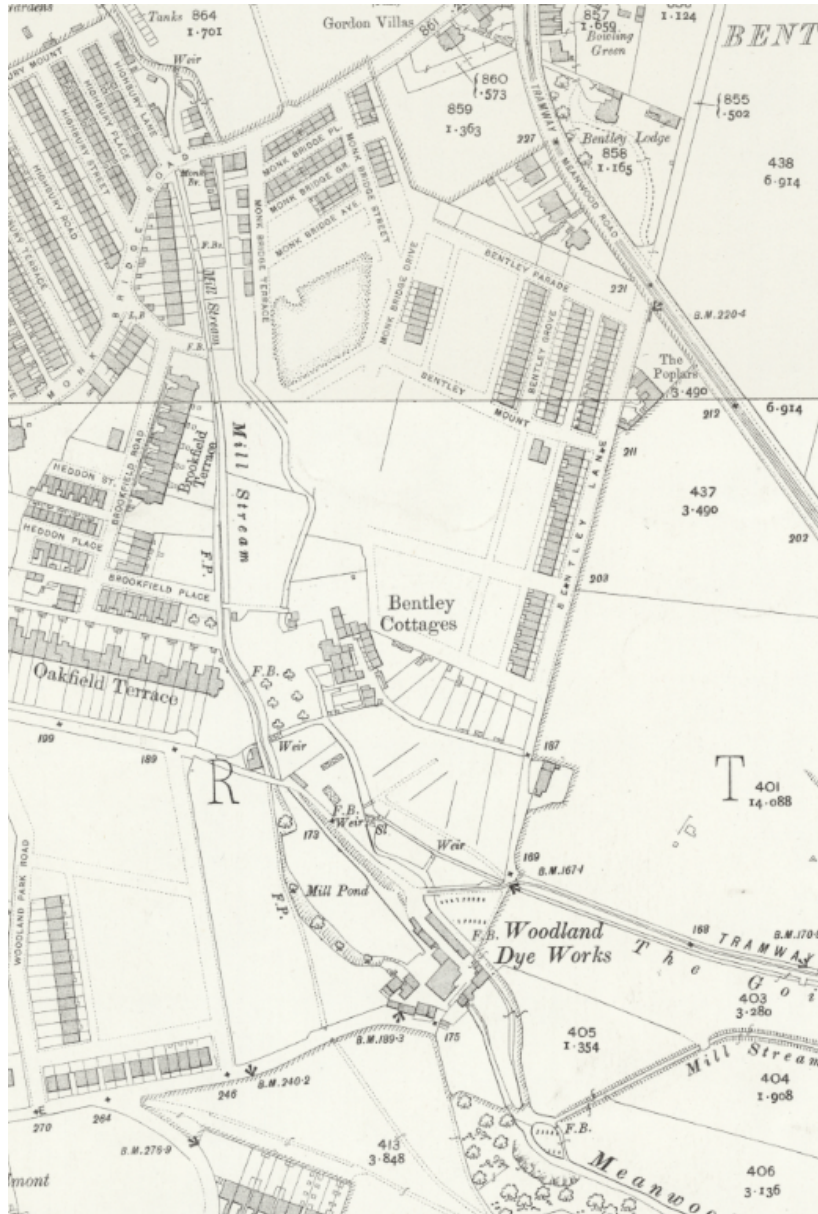 Tanks
864
1.701
Gordon Villas
861
857
1.659
Bowling
Green
1.124
BENT
Weir
860
.573
859
1.363
855
.502
438
6.914
HIGHBURY LANE
HIGHBURY PLACE
HIGHBURY STREET
HIGHBURY ROAD
TRAMWAY
MEANWOOD ROAD
227
Bentley Lodge
858
1.165
MONK BRIDGE ROAD
MONK BRIDGE PL.
MONK BRIDGE GR.
MONK BRIDGE AVE.
MONK BRIDGE STREET
MONK BRIDGE TERRACE
MONK BRIDGE DRIVE
F.B.
Mill Stream
L.B
F.B.
BENTLEY PARADE
221
B.M.220.4
BENTLEY GROVE
BENTLEY
MOUNT
The
Poplars
3.490
212
6.914
211
437
3.490
202
BENTLEY LANE
203
Mill Stream
Brookfield
Terrace
BROOKFIELD ROAD
HEDDON ST.
HEDDON PLACE
BROOKFIELD PLACE
F.P.
Bentley
Cottages
Oakfield Terrace
F.B.
199
189
Weir
187
R
T
401
14.088
F.B.
Weir
Sl
173
Weir
169
B.M.167.1
Mill Pond
F.P.
WOODLAND PARK ROAD
F.B.
Woodland
Dye Works
168
TRAMWAY
The Goi
403
3.280
175
B.M.189.3
405
1.354
Mill Stream
404
1.908
246
B.M.240.2
264
270
B.M.276.9
413
3.848
F.B.
Meanwoo
406
3.136
mont